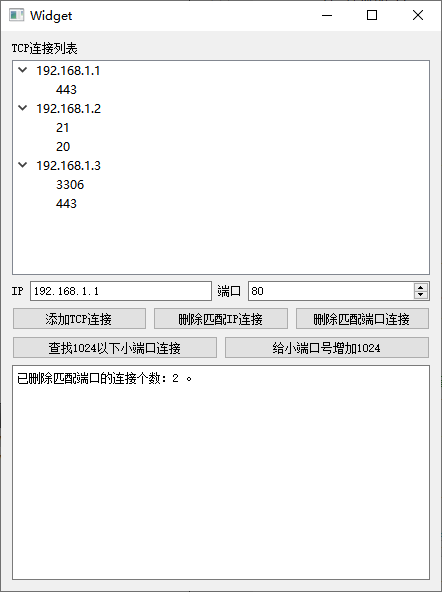 Widget
TCP连接列表
192.168.1.1
443
192.168.1.2
21
20
192.168.1.3
3306
443
IP 192.168.1.1 端口 80
添加TCP连接 删除匹配IP连接 删除匹配端口连接
查找1024以下小端口连接 给小端口号增加1024
已删除匹配端口的连接个数：2 。